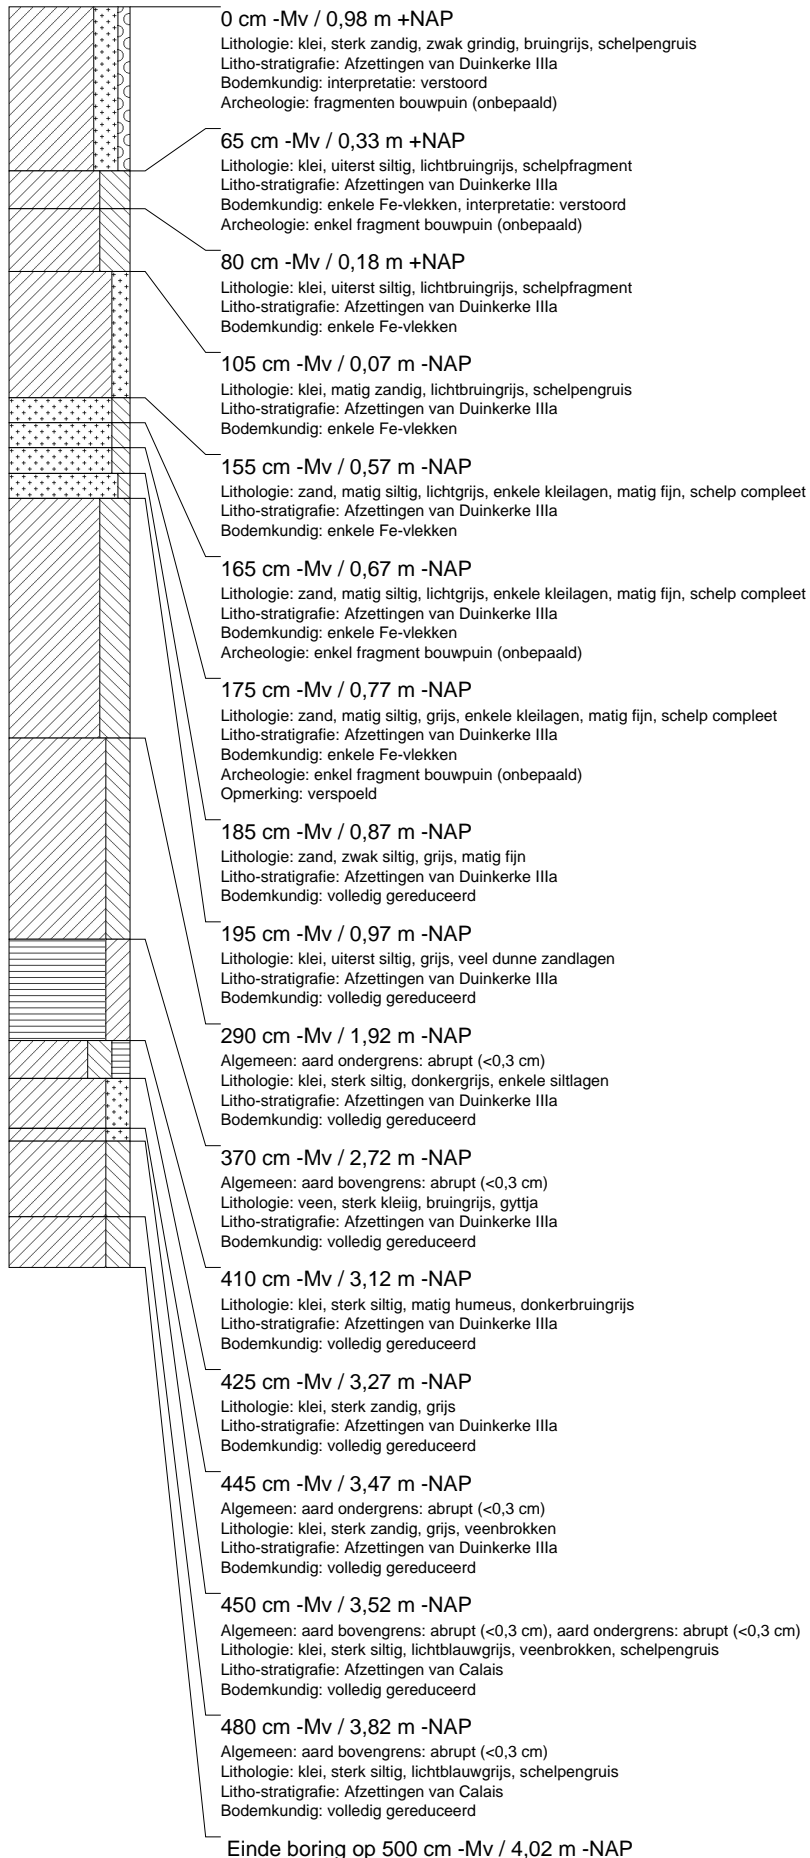 0 cm -Mv / 0,98 m +NAP
Lithologie: klei, sterk zandig, zwak grindig, bruingrijs, schelpengruis
Litho-stratigrafie: Afzettingen van Duinkerke IIIa
Bodemkundig: interpretatie: verstoord
Archeologie: fragmenten bouwpuin (onbepaald)
65 cm -Mv / 0,33 m +NAP
Lithologie: klei, uiterst siltig, lichtbruingrijs, schelpfragment
Litho-stratigrafie: Afzettingen van Duinkerke IIIa
Bodemkundig: enkele Fe-vlekken, interpretatie: verstoord
Archeologie: enkel fragment bouwpuin (onbepaald)
80 cm -Mv / 0,18 m +NAP
Lithologie: klei, uiterst siltig, lichtbruingrijs, schelpfragment
Litho-stratigrafie: Afzettingen van Duinkerke IIIa
Bodemkundig: enkele Fe-vlekken
105 cm -Mv / 0,07 m -NAP
Lithologie: klei, matig zandig, lichtbruingrijs, schelpengruis
Litho-stratigrafie: Afzettingen van Duinkerke IIIa
Bodemkundig: enkele Fe-vlekken
155 cm -Mv / 0,57 m -NAP
Lithologie: zand, matig siltig, lichtgrijs, enkele kleilagen, matig fijn, schelp compleet
Litho-stratigrafie: Afzettingen van Duinkerke IIIa
Bodemkundig: enkele Fe-vlekken
165 cm -Mv / 0,67 m -NAP
Lithologie: zand, matig siltig, lichtgrijs, enkele kleilagen, matig fijn, schelp compleet
Litho-stratigrafie: Afzettingen van Duinkerke IIIa
Bodemkundig: enkele Fe-vlekken
Archeologie: enkel fragment bouwpuin (onbepaald)
175 cm -Mv / 0,77 m -NAP
Lithologie: zand, matig siltig, grijs, enkele kleilagen, matig fijn, schelp compleet
Litho-stratigrafie: Afzettingen van Duinkerke IIIa
Bodemkundig: enkele Fe-vlekken
Archeologie: enkel fragment bouwpuin (onbepaald)
Opmerking: verspoeld
185 cm -Mv / 0,87 m -NAP
Lithologie: zand, zwak siltig, grijs, matig fijn
Litho-stratigrafie: Afzettingen van Duinkerke IIIa
Bodemkundig: volledig gereduceerd
195 cm -Mv / 0,97 m -NAP
Lithologie: klei, uiterst siltig, grijs, veel dunne zandlagen
Litho-stratigrafie: Afzettingen van Duinkerke IIIa
Bodemkundig: volledig gereduceerd
290 cm -Mv / 1,92 m -NAP
Algemeen: aard ondergrens: abrupt (<0,3 cm)
Lithologie: klei, sterk siltig, donkergrijs, enkele siltlagen
Litho-stratigrafie: Afzettingen van Duinkerke IIIa
Bodemkundig: volledig gereduceerd
370 cm -Mv / 2,72 m -NAP
Algemeen: aard bovengrens: abrupt (<0,3 cm)
Lithologie: veen, sterk kleiig, bruingrijs, gyttja
Litho-stratigrafie: Afzettingen van Duinkerke IIIa
Bodemkundig: volledig gereduceerd
410 cm -Mv / 3,12 m -NAP
Lithologie: klei, sterk siltig, matig humeus, donkerbruingrijs
Litho-stratigrafie: Afzettingen van Duinkerke IIIa
Bodemkundig: volledig gereduceerd
425 cm -Mv / 3,27 m -NAP
Lithologie: klei, sterk zandig, grijs
Litho-stratigrafie: Afzettingen van Duinkerke IIIa
Bodemkundig: volledig gereduceerd
445 cm -Mv / 3,47 m -NAP
Algemeen: aard ondergrens: abrupt (<0,3 cm)
Lithologie: klei, sterk zandig, grijs, veenbrokken
Litho-stratigrafie: Afzettingen van Duinkerke IIIa
Bodemkundig: volledig gereduceerd
450 cm -Mv / 3,52 m -NAP
Algemeen: aard bovengrens: abrupt (<0,3 cm), aard ondergrens: abrupt (<0,3 cm)
Lithologie: klei, sterk siltig, lichtblauwgrijs, veenbrokken, schelpengruis
Litho-stratigrafie: Afzettingen van Calais
Bodemkundig: volledig gereduceerd
480 cm -Mv / 3,82 m -NAP
Algemeen: aard bovengrens: abrupt (<0,3 cm)
Lithologie: klei, sterk siltig, lichtblauwgrijs, schelpengruis
Litho-stratigrafie: Afzettingen van Calais
Bodemkundig: volledig gereduceerd
Einde boring op 500 cm -Mv / 4,02 m -NAP